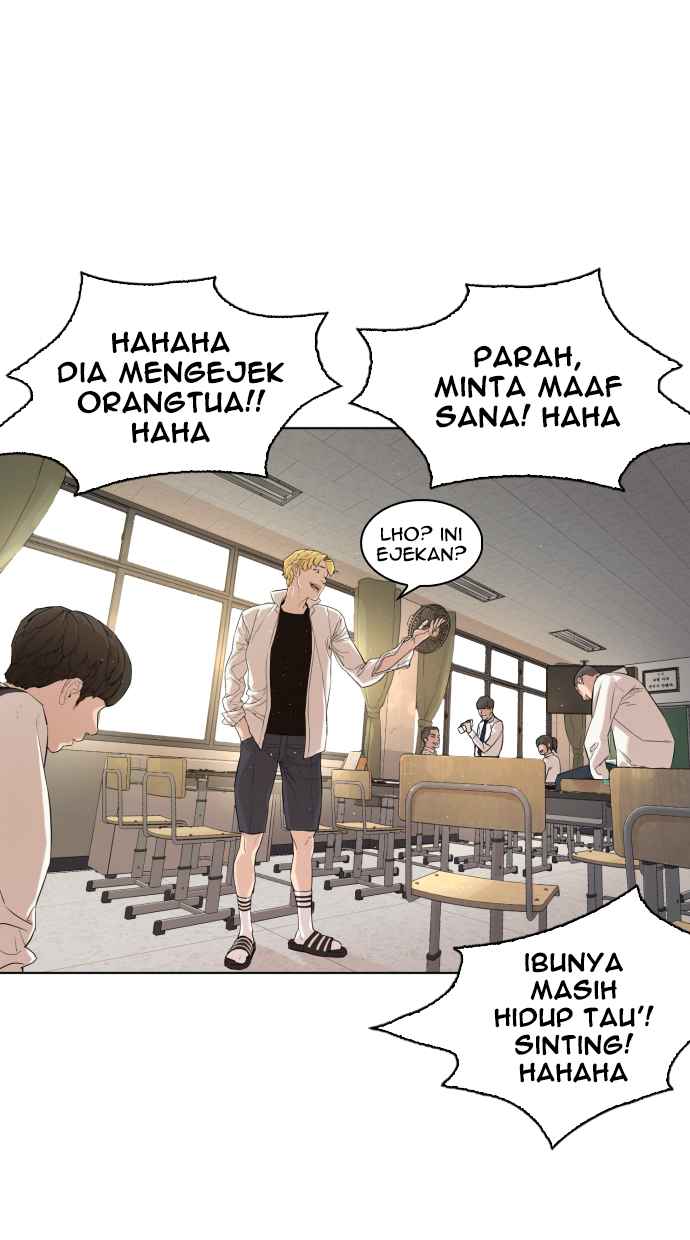 HAHAHA
DIA MENGEJEK
ORANGTUA!!
HAHA
PARAH,
MINTA MAAF
SANA! HAHA
LHO? INI
EJEKAN?
IBUNYA
MASIH
HIDUP TAU'!
SINTING!
HAHAHA